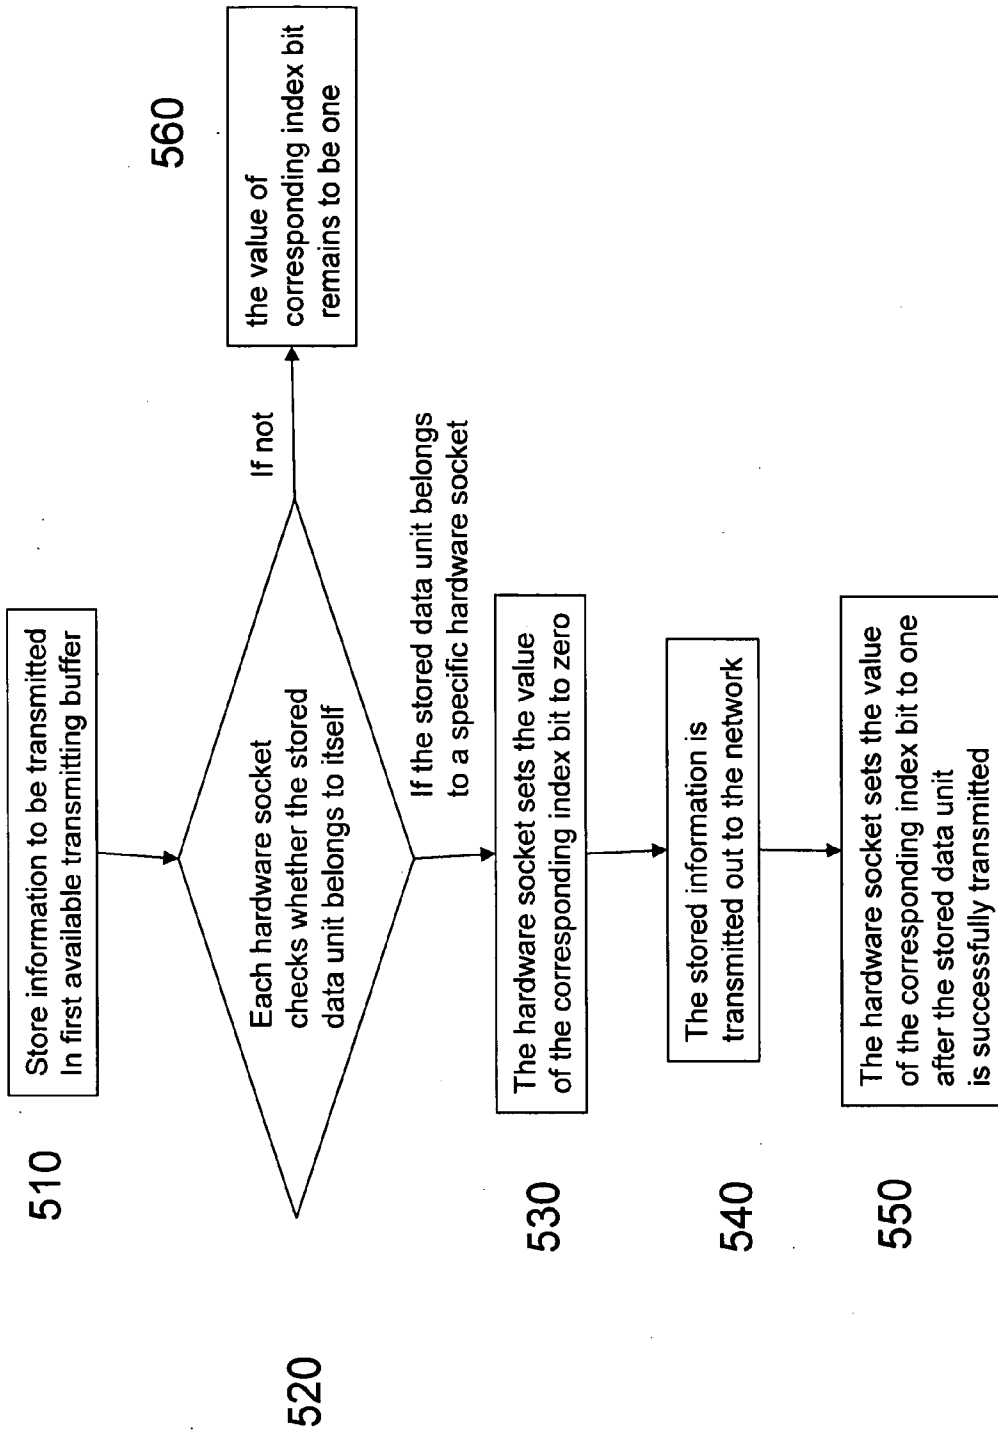 510
Store information to be transmitted
In first available transmitting buffer
520
Each hardware socket
checks whether the stored
data unit belongs to itself
If not
560
the value of
corresponding index bit
remains to be one
If the stored data unit belongs
to a specific hardware socket
530
The hardware socket sets the value
of the corresponding index bit to zero
540
The stored information is
transmitted out to the network
550
The hardware socket sets the value
of the corresponding index bit to one
after the stored data unit
is successfully transmitted